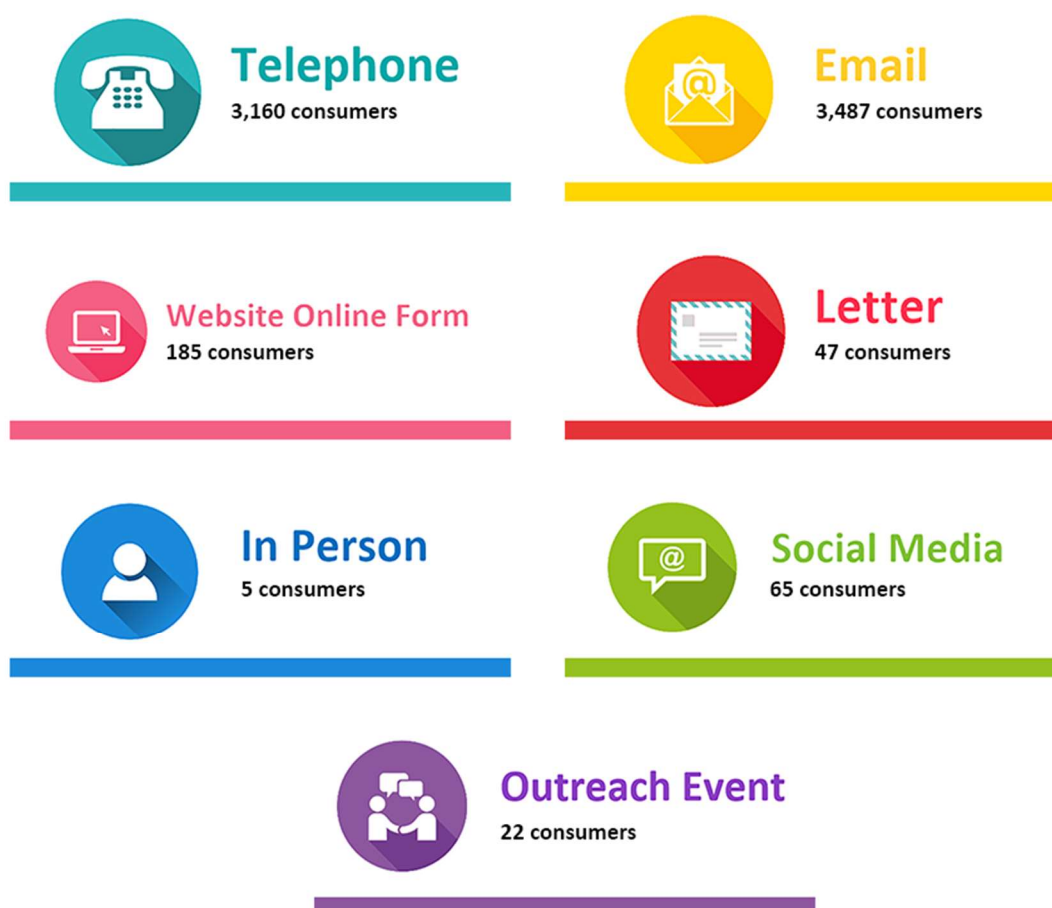 Telephone
3,160 consumers
@
Email
3,487 consumers
Website Online Form
185 consumers
Letter
47 consumers
In Person
5 consumers
@
Social Media
65 consumers
Outreach Event
22 consumers